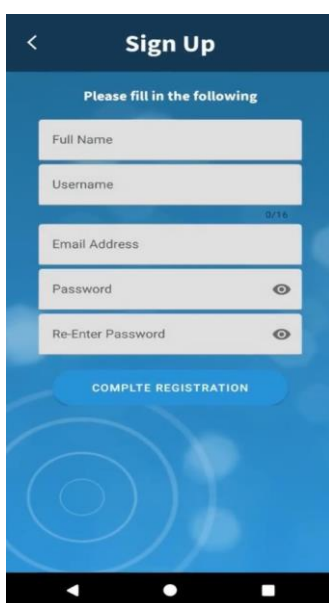 Sign Up
Please fill in the following
Full Name
Username
0/16
Email Address
Password
Re-Enter Password
COMPLTE REGISTRATION